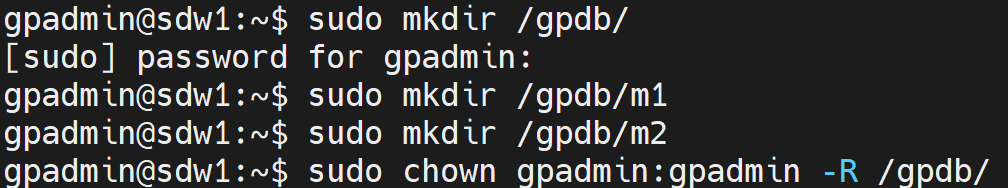 gpadmin@sdw1:~$ sudo mkdir /gpdb/
[sudo] password for gpadmin:
gpadmin@sdw1:~$ sudo mkdir /gpdb/m1
gpadmin@sdw1:~$ sudo mkdir /gpdb/m2
gpadmin@sdw1:~$ sudo chown gpadmin:gpadmin -R /gpdb/